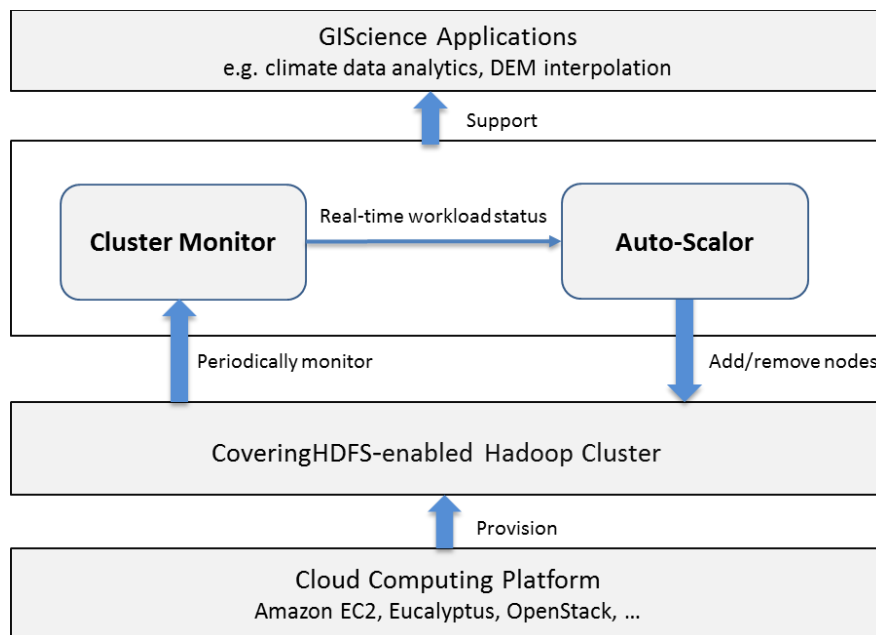 GIScience Applications
e.g. climate data analytics, DEM interpolation
Support
Cluster Monitor
Real-time workload status
Auto-Scalor
Periodically monitor
Add/remove nodes
CoveringHDFS-enabled Hadoop Cluster
Provision
Cloud Computing Platform
Amazon EC2, Eucalyptus, OpenStack, ...